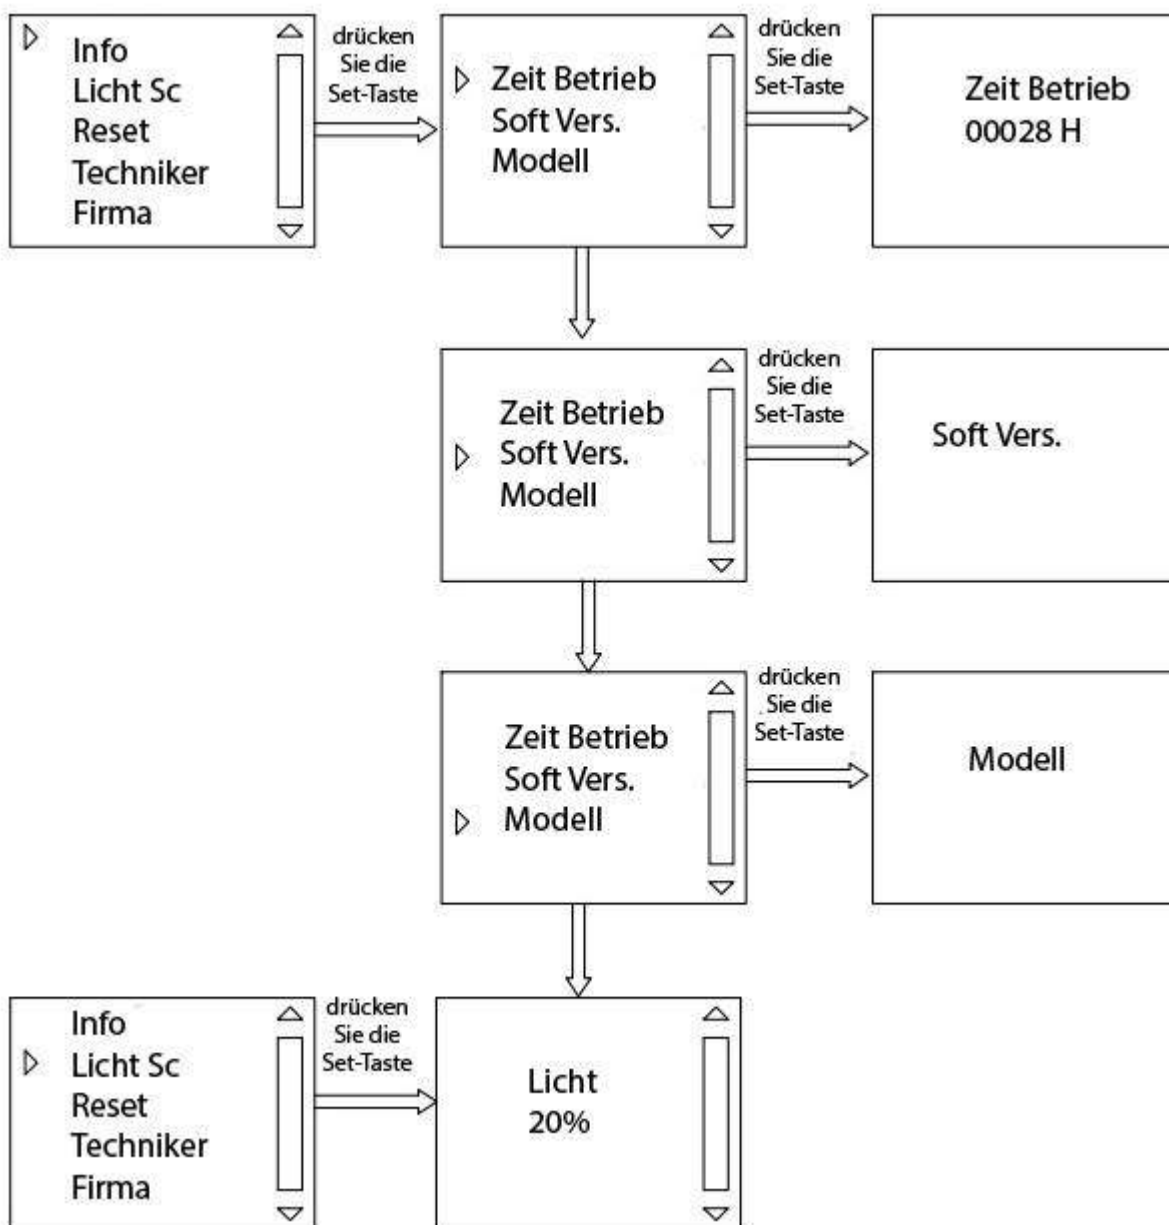 Info
Licht Sc
Reset
Techniker
Firma
drücken
Sie die
Set-Taste
Zeit Betrieb
Soft Vers.
Modell
drücken
Sie die
Set-Taste
Zeit Betrieb
00028 H
Zeit Betrieb
Soft Vers.
Modell
drücken
Sie die
Set-Taste
Soft Vers.
Zeit Betrieb
Soft Vers.
Modell
drücken
Sie die
Set-Taste
Modell
Info
Licht Sc
Reset
Techniker
Firma
drücken
Sie die
Set-Taste
Licht
20%